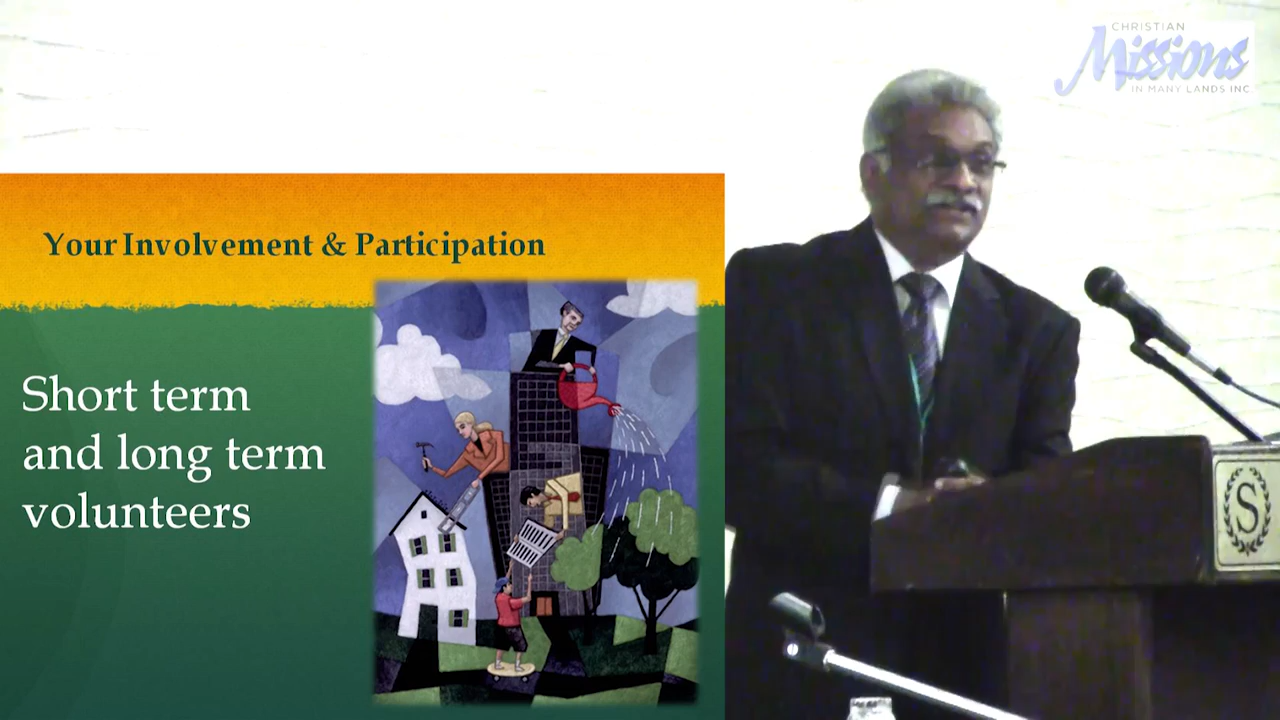 CHRISTIAN
Missions
IN MANY LANDS INC.
Your Involvement & Participation
Short term
and long term
volunteers
S